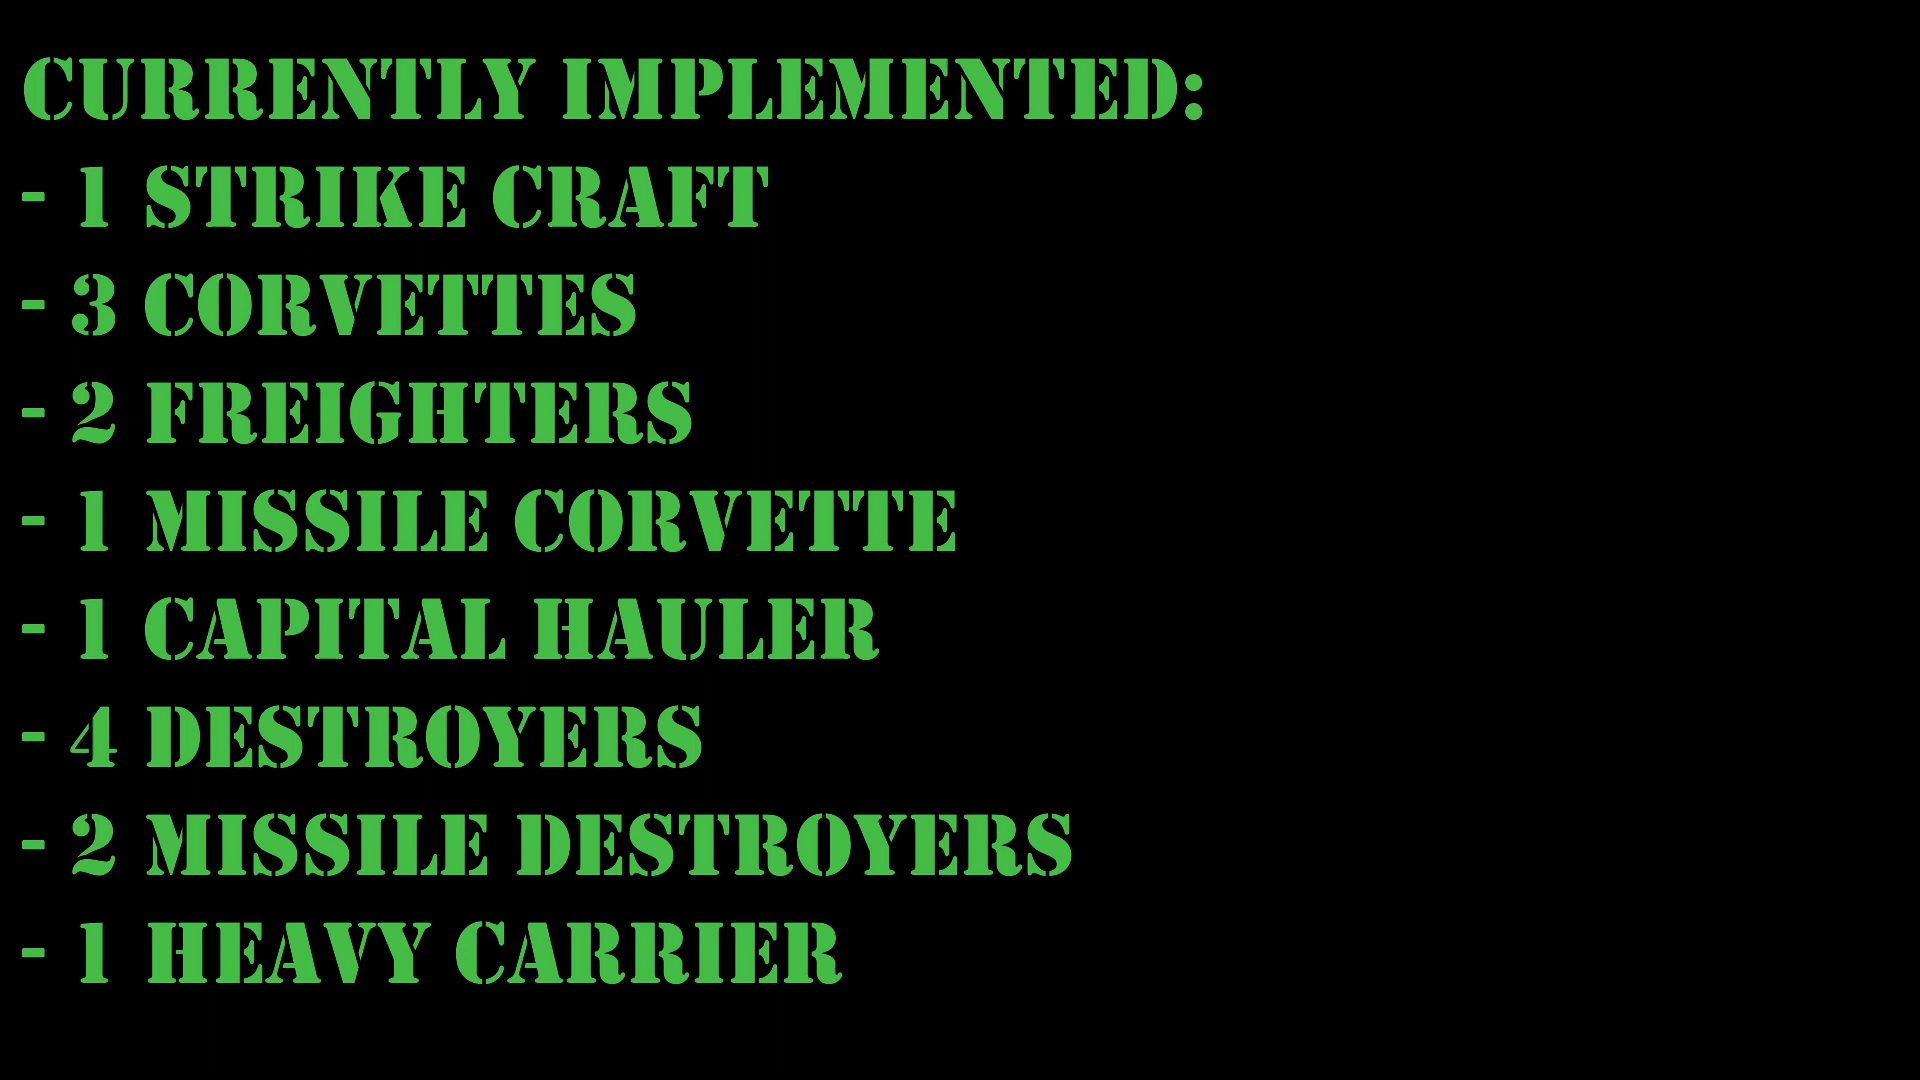 CURRENTLY IMPLEMENTED:
- 1 STRIKE CRAFT
- 3 CORVETTES
- 2 FREIGHTERS
- 1 MISSILE CORVETTE
- 1 CAPITAL HAULER
- 4 DESTROYERS
- 2 MISSILE DESTROYERS
- 1 HEAVY CARRIER